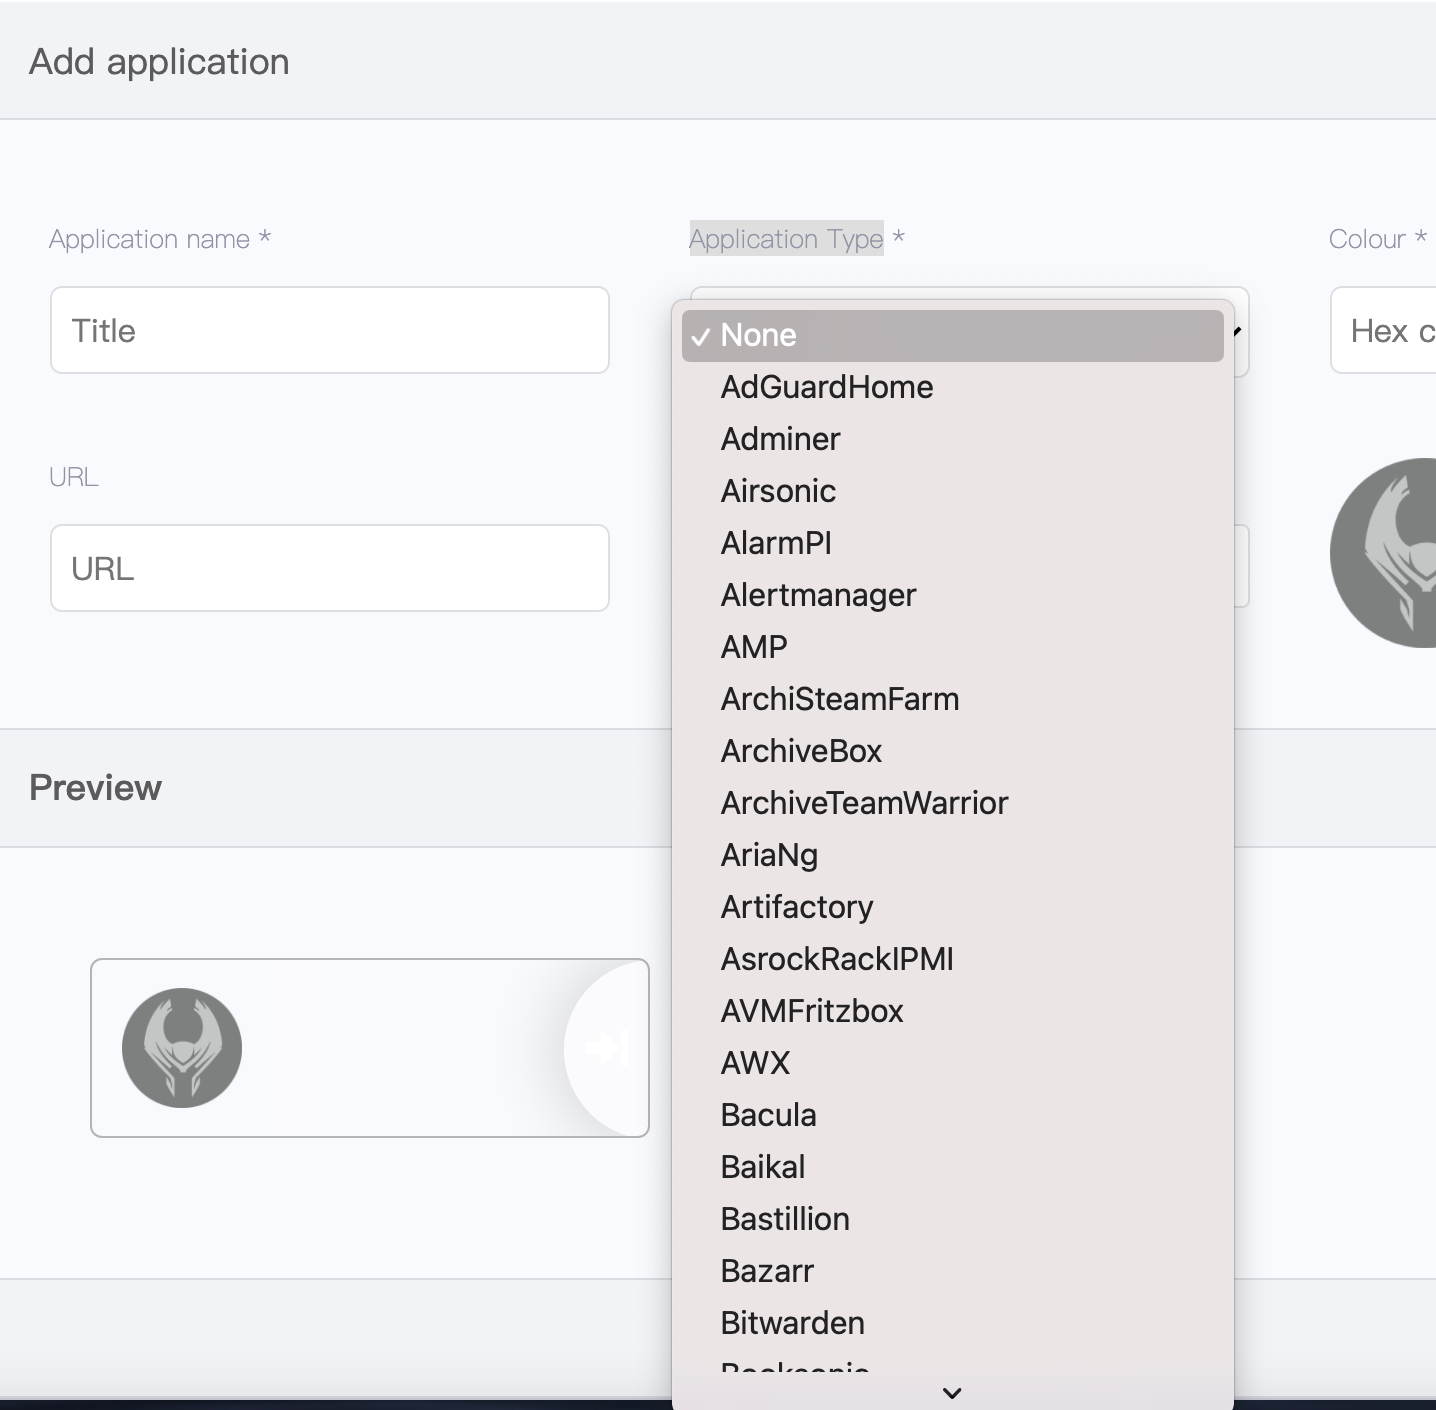 Add application
Application name *
Application Type *
Colour *
Title
None
Hex c
AdGuardHome
Adminer
URL
Airsonic
AlarmPI
URL
Alertmanager
AMP
ArchiSteamFarm
ArchiveBox
Preview
ArchiveTeamWarrior
AriaNg
Artifactory
AsrockRackIPMI
AVMFritzbox
AWX
Bacula
Baikal
Bastillion
Bazarr
Bitwarden